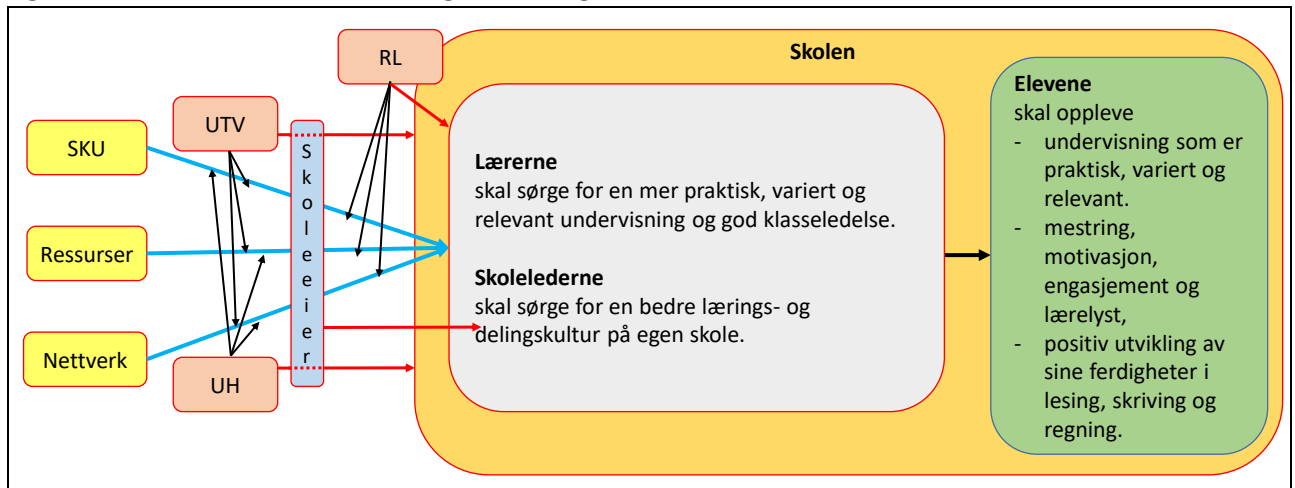 RL
Skolen
UTV
SKU
Ressurser
Nettverk
UH
Skoleeier
Lærerne
skal sørge for en mer praktisk, variert og
relevant undervisning og god klasseledelse.
Skolelederne
skal sørge for en bedre lærings- og
delingskultur på egen skole.
Elevene
skal oppleve
- undervisning som er
praktisk, variert og
relevant.
- mestring,
motivasjon,
engasjement og
lærelyst,
- positiv utvikling av
sine ferdigheter i
lesing, skriving og
regning.